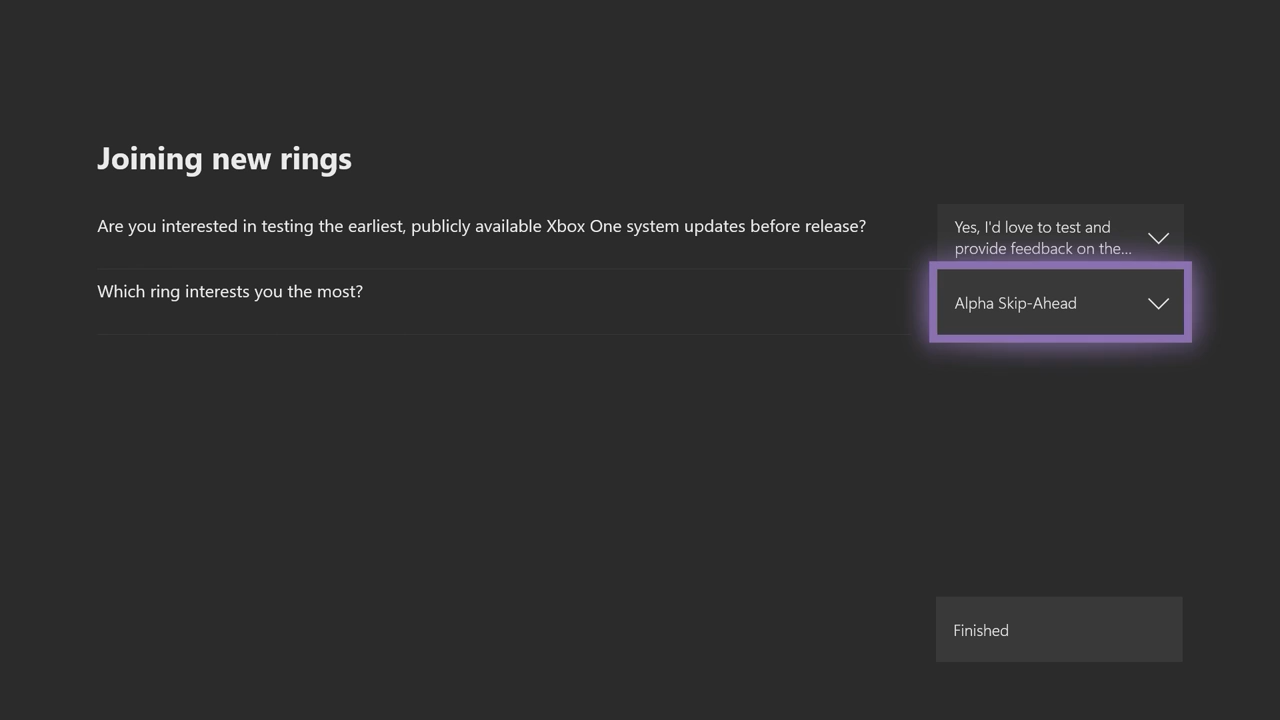 Joining new rings
Are you interested in testing the earliest, publicly available Xbox One system updates before release?
Yes, I'd love to test and
provide feedback on the...
Which ring interests you the most?
Alpha Skip-Ahead
Finished